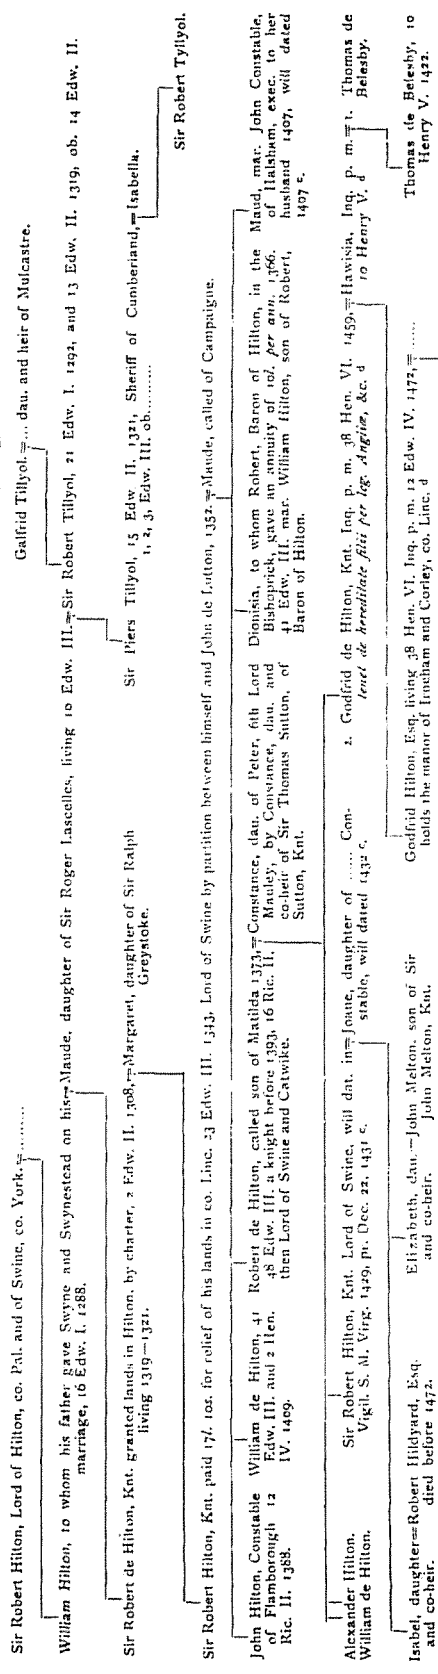 Galfrid Tillyol.=... dau. and heir of Mulcastre.
Sir Robert Hilton, Lord of Hilton, co. Pal. and of Swine, co. York.=.........
William Hilton, to whom his father gave Swyne and Swynestead on his=Maude, daughter of Sir Roger Lascelles, living 10 Edw. III.=Sir Robert Tillyol, 21 Edw. I. 1292, and 13 Edw. II. 1319, ob. 14 Edw. II.
marriage, 16 Edw. I. 1288.
Sir Robert de Hilton, Knt. granted lands in Hilton, by charter, 2 Edw. II. 1308,=Margaret, daughter of Sir Ralph
living 1319—1321.
Greystoke.
Sir Piers Tillyol, 15 Edw II. 1321, Sheriff of Cumberland,=Isabella.
1, 2, 3, Edw. III. ob.........
Sir Robert Tyllyol.
Sir Robert Hilton, Knt. paid 17l. 10s. for relief of his lands in co. Linc. 23 Edw. III. 1343, Lord of Swine by partition between himself and John de Lutton, 1352.=Maude, called of Campaigne.
John Hilton, Constable
of Flamborough 12
Ric. II. 1388.
William de Hilton, 41
Edw. III. and 2 Hen.
IV. 1409.
Robert de Hilton, called son of Matilda 1373,=Constance, dau. of Peter, 6th Lord
48 Edw. III. a knight before 1393, 16 Ric. II.
then Lord of Swine and Catwike.
Mauley, by Constance, dau. and
co-heir of Sir Thomas Sutton, of
Sutton, Knt.
Dionisia, to whom Robert, Baron of Hilton, in the
Bishoprick, gave an annuity of 10l. per ann. 1366.
41 Edw. III. mar. William Hilton, son of Robert,
Baron of Hilton.
Maud, mar. John Constable,
of Halsham, exec. to her
husband 1407, will dated
1407 c.
Alexander Hilton.
William de Hilton.
Sir Robert Hilton, Knt. Lord of Swine, will dat. in=Joane, daughter of ...... Con-
Vigil. S. M. Virg. 1429, pr. Dec. 22, 1431 c.
stable, will dated 1432 c.
2. Godfrid de Hilton, Knt. Inq. p. m. 38 Hen. VI. 1459,=Hawisia, Inq. p. m.=1. Thomas de
tenet de hereditate filii per leg. Angliæ, &c. d
10 Henry V. d
Belesby.
Isabel, daughter=Robert Hildyard, Esq.
and co-heir.
died before 1472.
Elizabeth, dau.=John Melton, son of Sir
and co-heir.
John Melton, Knt.
Godfrid Hilton, Esq. living 38 Hen. VI. Inq. p. m. 12 Edw. IV. 1472,=......
holds the manor of Irneham and Corley, co. Linc. d
Thomas de Belesby, 10
Henry V. 1422.